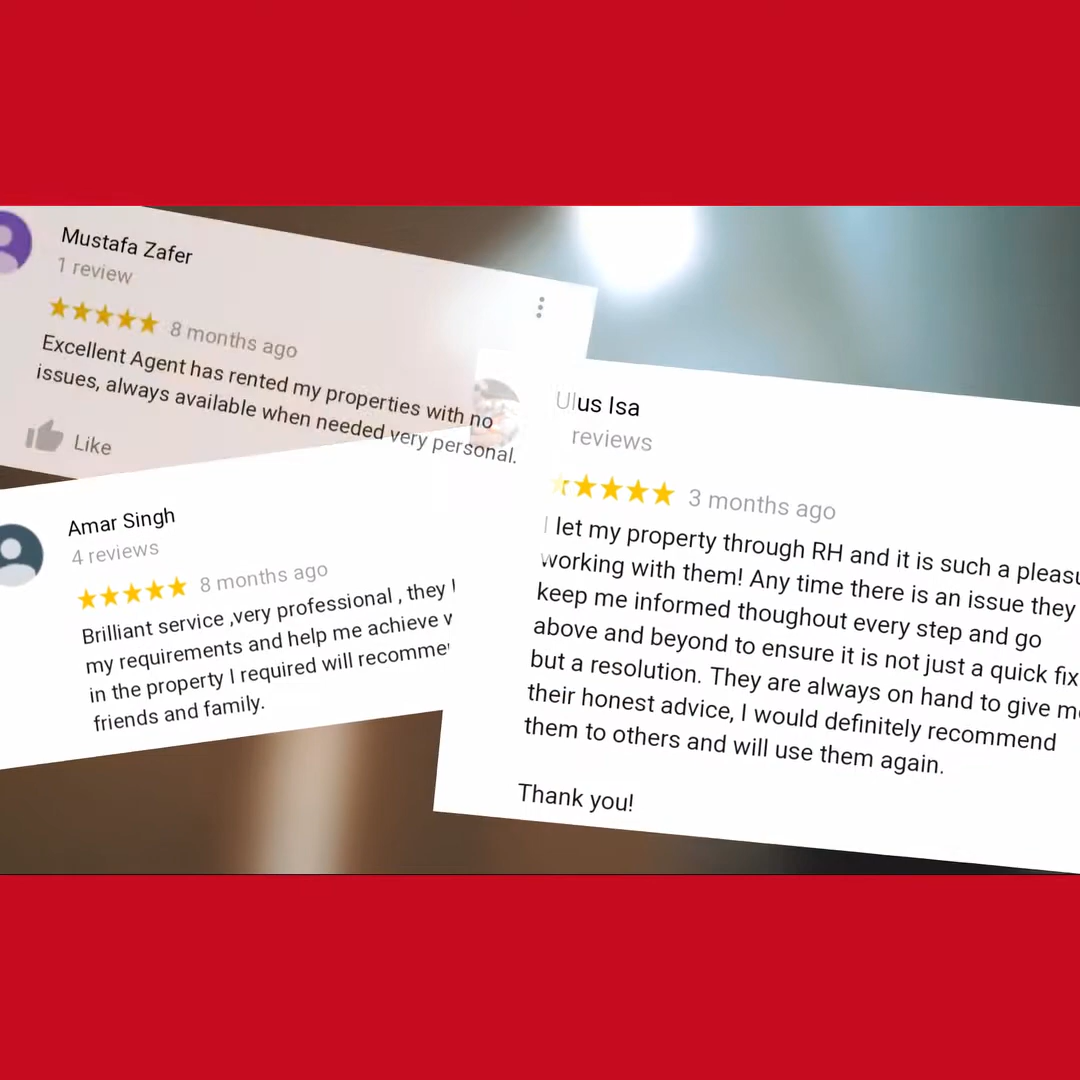 Mustafa Zafer
1 review
8 months ago
Excellent Agent has rented my properties with no
issues, always available when needed very personal.
Like
Amar Singh
4 reviews
8 months ago
Brilliant service ,very professional , they
my requirements and help me achieve
in the property I required will
friends and family.
Ulus Isa
reviews
3 months ago
I let my property through RH and it is such a
working with them! Any time there is an issue they
keep me informed thoughout every step and go
above and beyond to ensure it is not just a quick fix
but a resolution. They are always on hand to give
their honest advice, I would definitely recommend
them to others and will use them again.
Thank you!